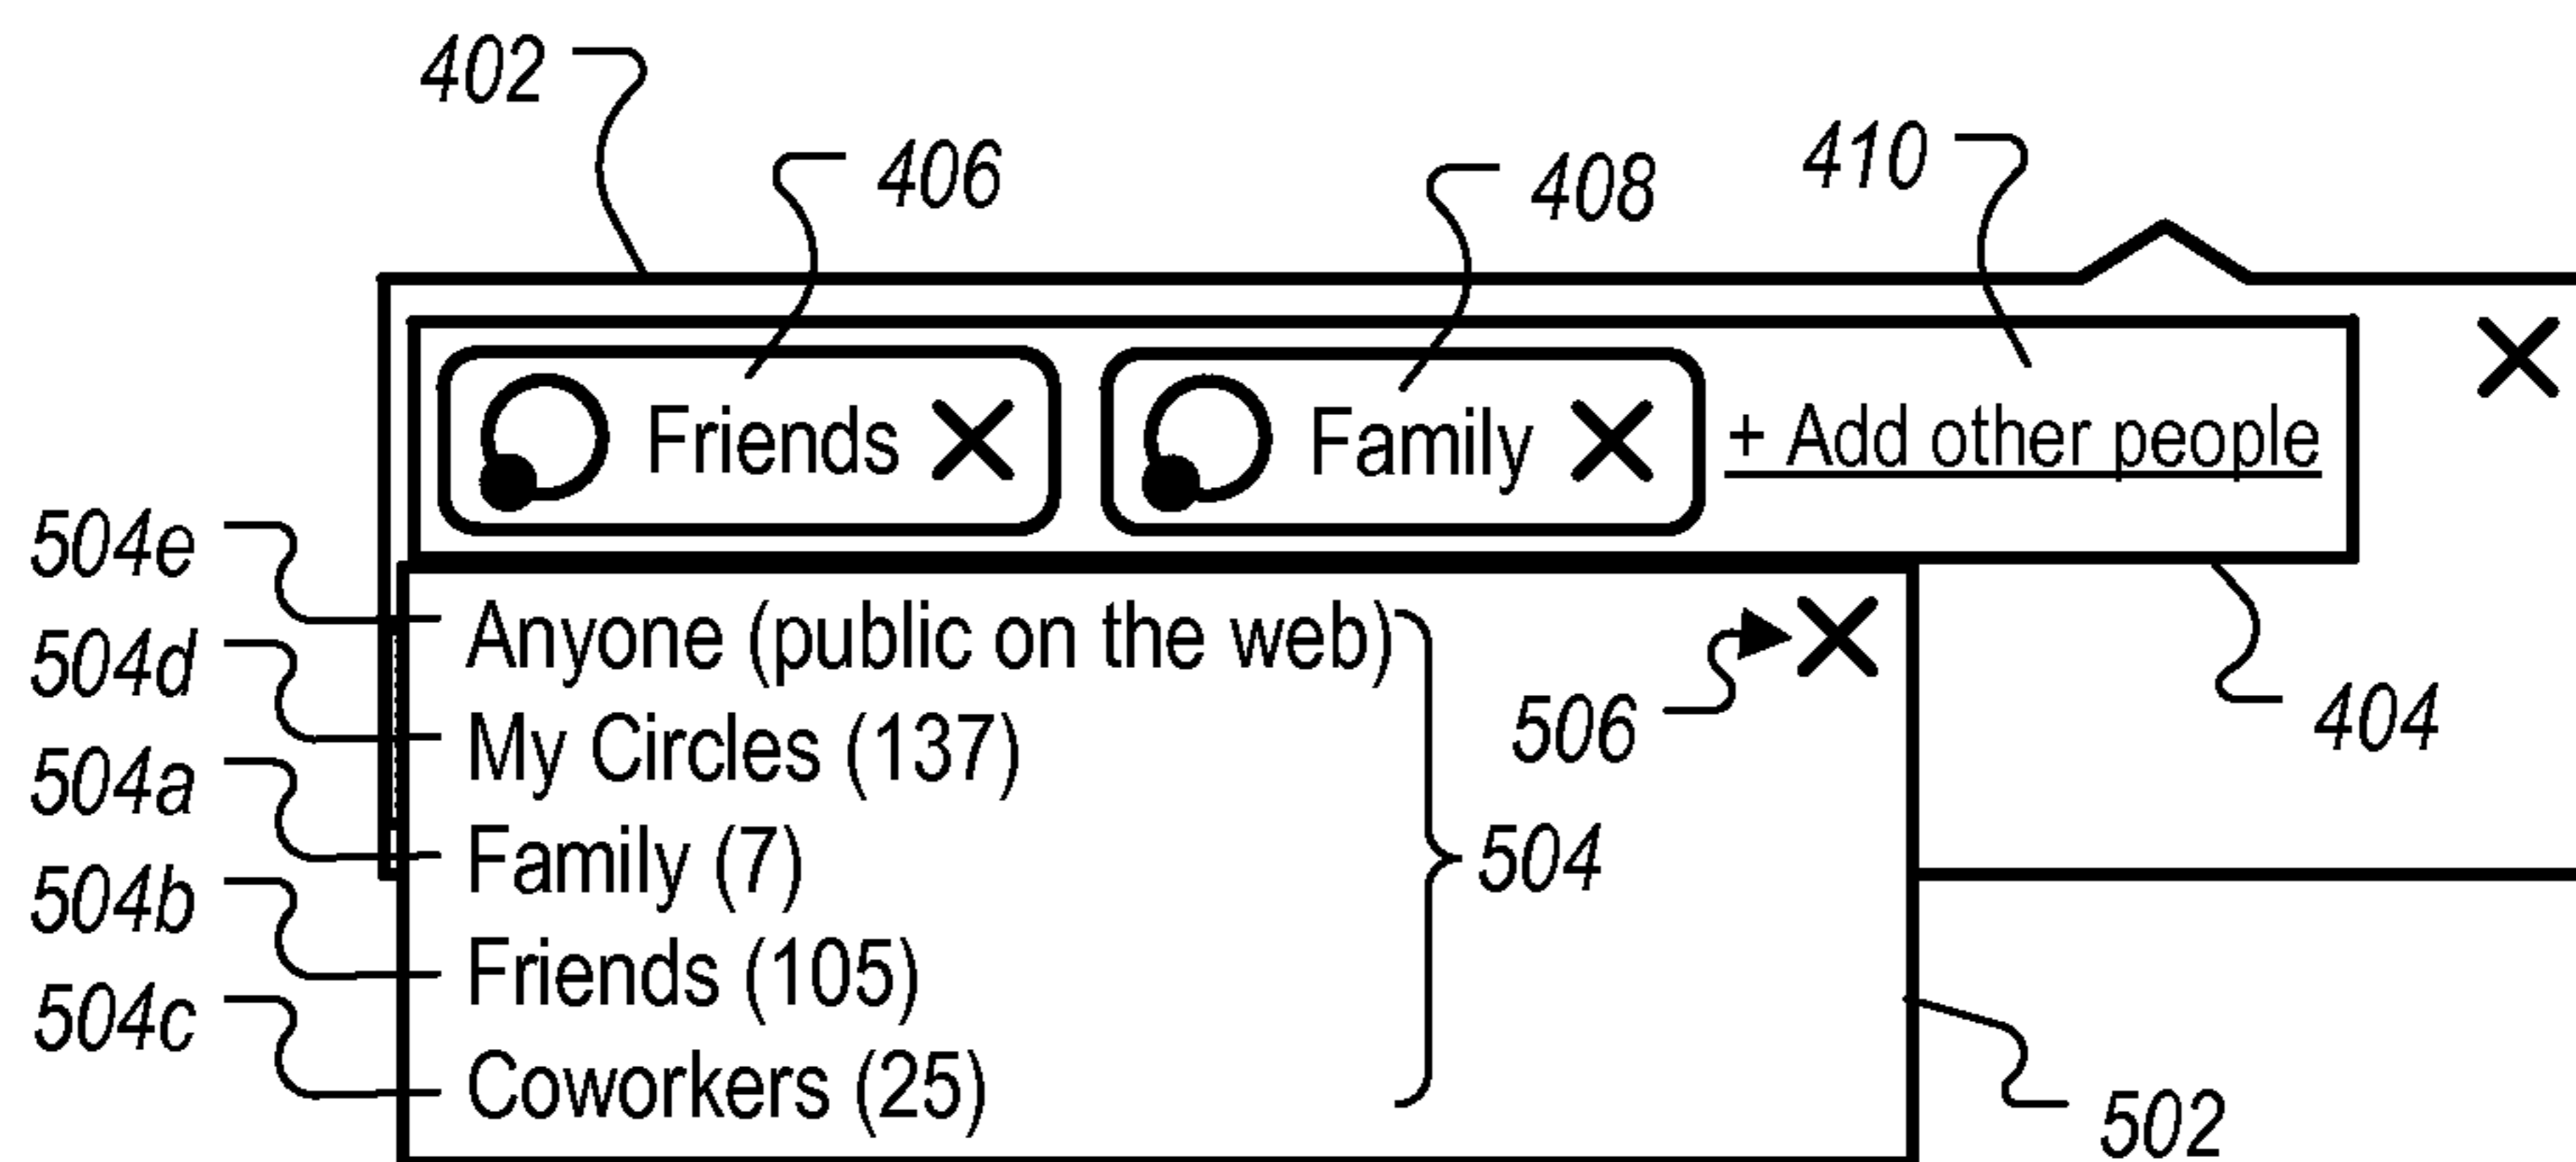 402
406
408
410
Friends Family + Add other people
504e Anyone (public on the web)
504d My Circles (137) 506 404
504a Family (7) 504
504b Friends (105)
504c Coworkers (25)
502